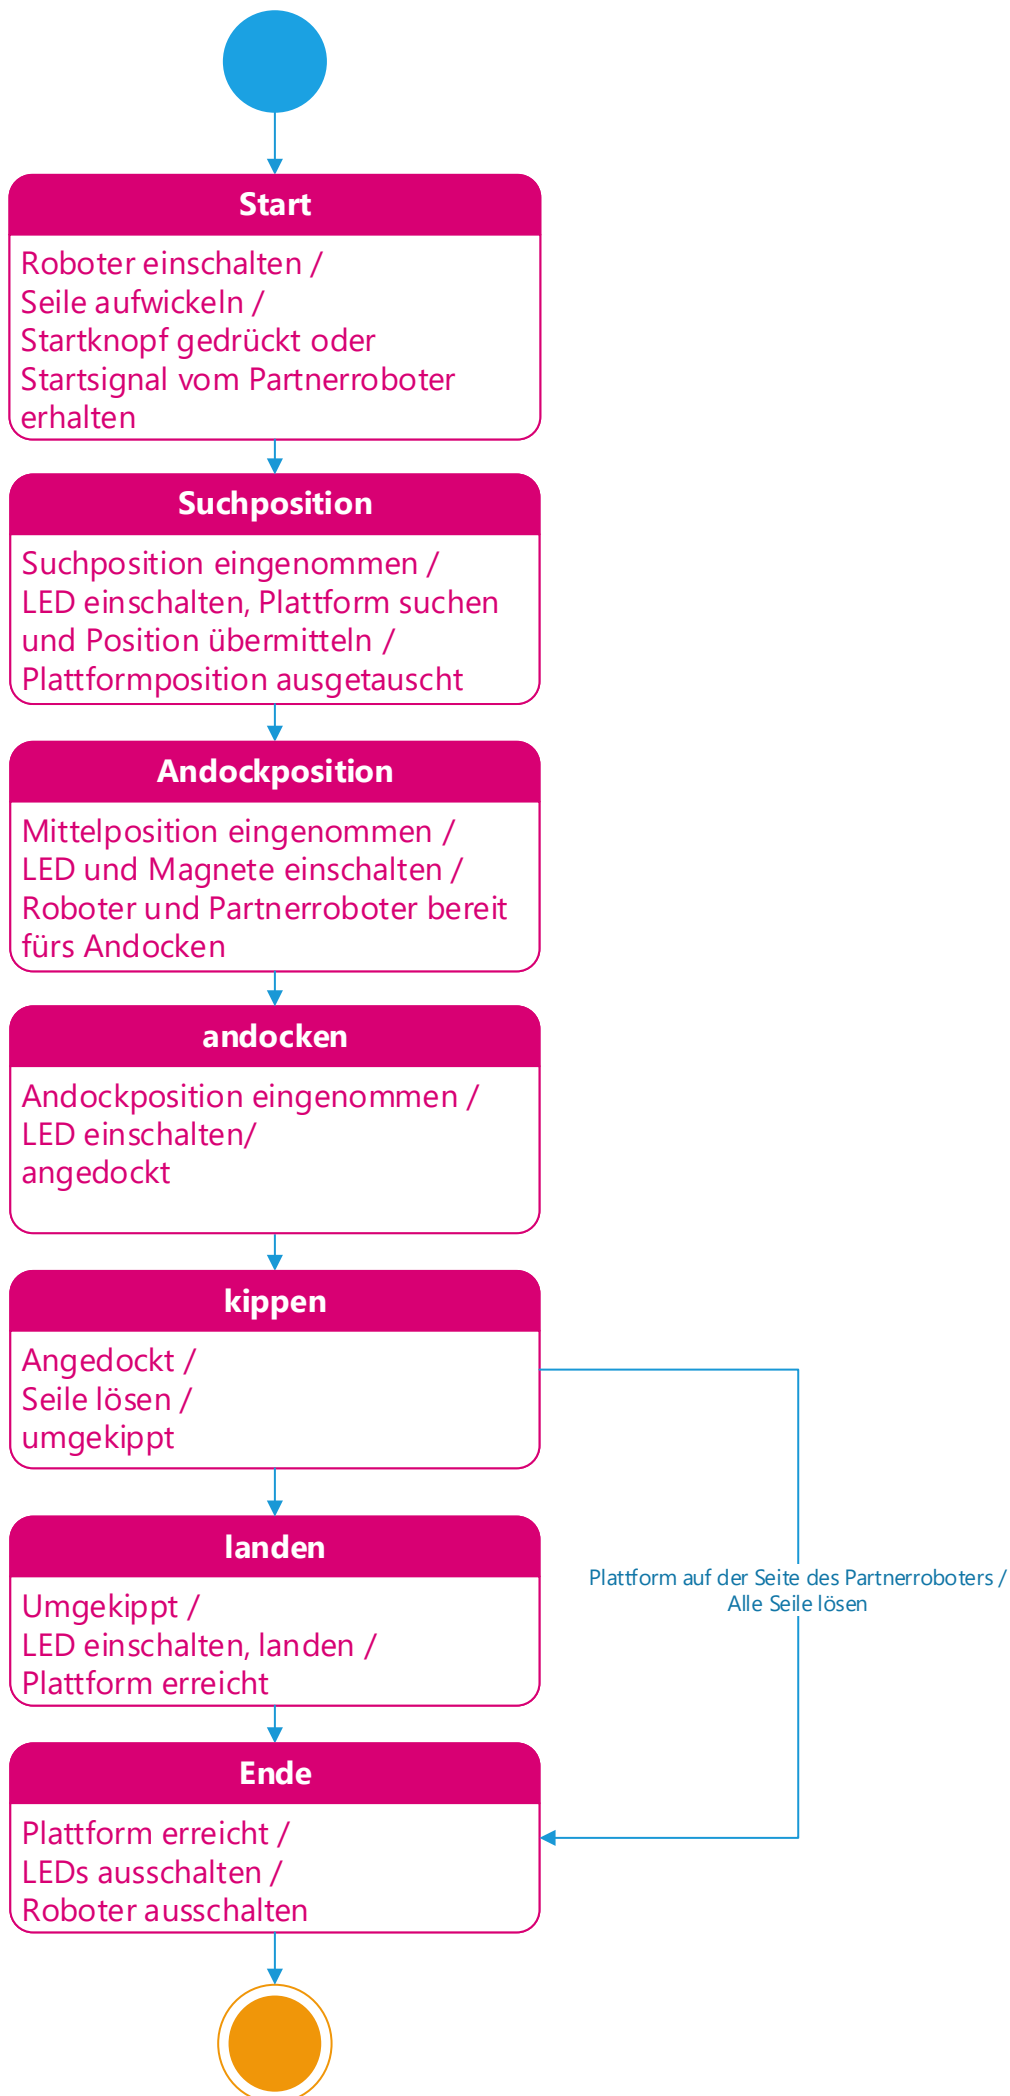 Start
Roboter einschalten /
Seile aufwickeln /
Startknopf gedrückt oder
Startsignal vom Partnerroboter
erhalten
Suchposition
Suchposition eingenommen /
LED einschalten, Plattform suchen
und Position übermitteln /
Plattformposition ausgetauscht
Andockposition
Mittelposition eingenommen /
LED und Magnete einschalten /
Roboter und Partnerroboter bereit
fürs Andocken
andocken
Andockposition eingenommen /
LED einschalten/
angedockt
kippen
Angedockt /
Seile lösen /
umgekippt
Plattform auf der Seite des Partnerroboters /
Alle Seile lösen
landen
Umgekippt /
LED einschalten, landen /
Plattform erreicht
Ende
Plattform erreicht /
LEDs ausschalten /
Roboter ausschalten